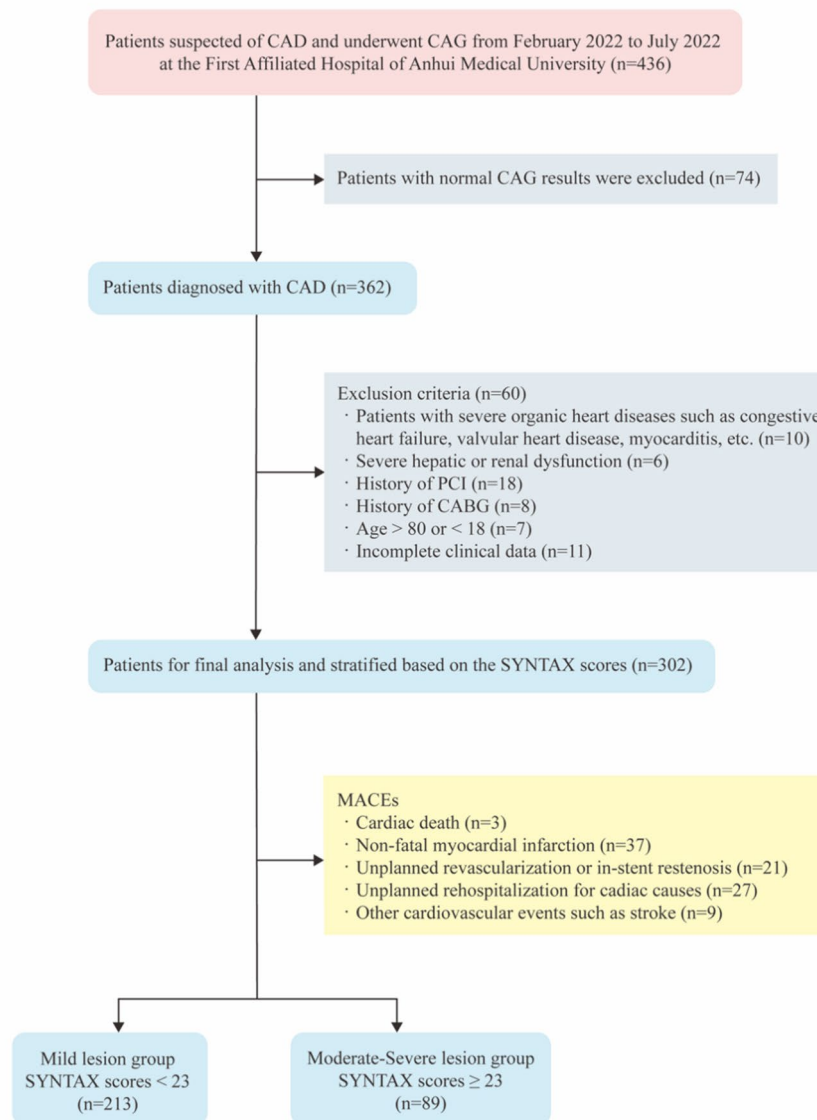 Patients suspected of CAD and underwent CAG from February 2022 to July 2022
at the First Affiliated Hospital of Anhui Medical University (n=436)
Patients with normal CAG results were excluded (n=74)
Patients diagnosed with CAD (n=362)
Exclusion criteria (n=60)
· Patients with severe organic heart diseases such as congestive
heart failure, valvular heart disease, myocarditis, etc. (n=10)
· Severe hepatic or renal dysfunction (n=6)
· History of PCI (n=18)
· History of CABG (n=8)
· Age > 80 or < 18 (n=7)
· Incomplete clinical data (n=11)
Patients for final analysis and stratified based on the SYNTAX scores (n=302)
MACEs
· Cardiac death (n=3)
· Non-fatal myocardial infarction (n=37)
· Unplanned revascularization or in-stent restenosis (n=21)
· Unplanned rehospitalization for cadiac causes (n=27)
· Other cardiovascular events such as stroke (n=9)
Mild lesion group
SYNTAX scores < 23
(n=213)
Moderate-Severe lesion group
SYNTAX scores ≥ 23
(n=89)